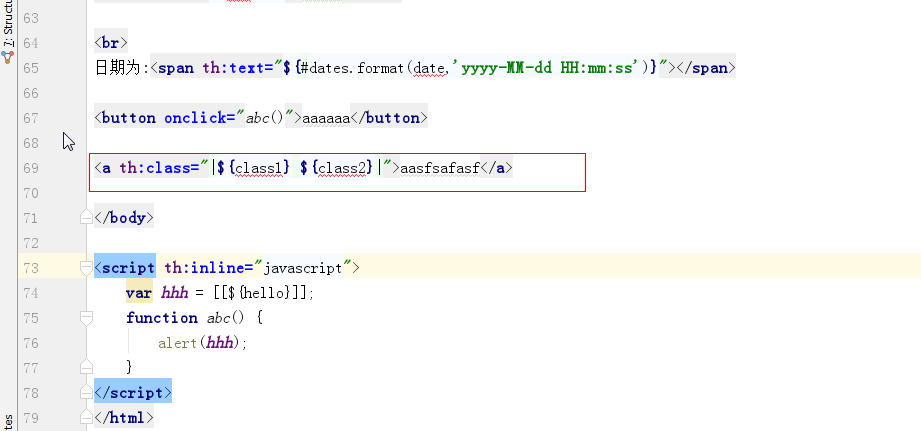 7: Structu
63
64 <br>
65 日期为:<span th:text="${#dates.format(date,'yyyy-MM-dd HH:mm:ss')}"></span>
66
67 <button onclick="abc()">aaaaaa</button>
68
69 <a th:class="|${class1} ${class2}|">aasfsafasf</a>
70
71 </body>
72
73 <script th:inline="javascript">
74 var hhh = [[${hello}]];
75 function abc() {
76 alert(hhh);
77 }
78 </script>
79 </html>
tes